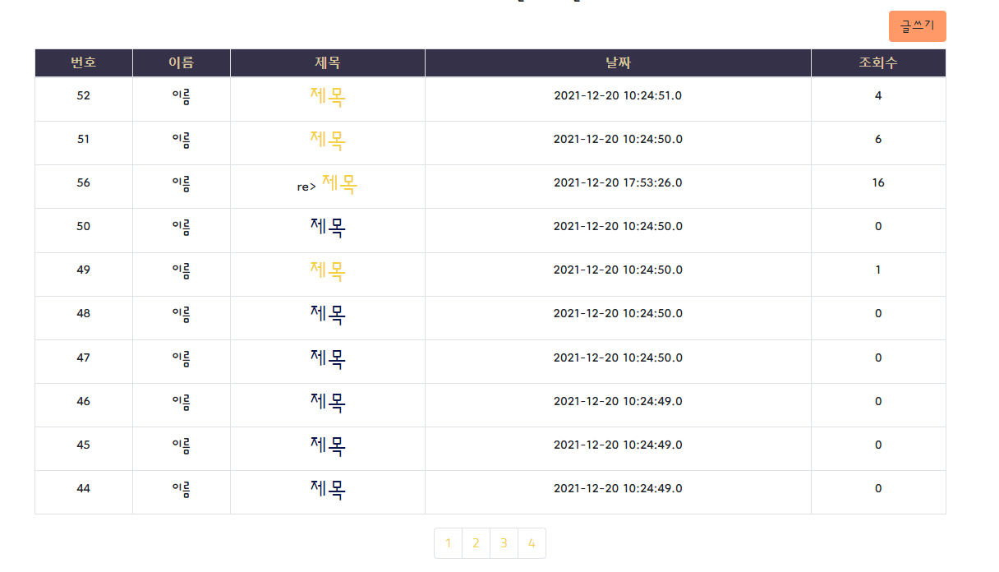 글쓰기
번호 이름 제목 날짜 조회수
52 이름 제목 2021-12-20 10:24:51.0 4
51 이름 제목 2021-12-20 10:24:50.0 6
56 이름 re> 제목 2021-12-20 17:53:26.0 16
50 이름 제목 2021-12-20 10:24:50.0 0
49 이름 제목 2021-12-20 10:24:50.0 1
48 이름 제목 2021-12-20 10:24:50.0 0
47 이름 제목 2021-12-20 10:24:50.0 0
46 이름 제목 2021-12-20 10:24:49.0 0
45 이름 제목 2021-12-20 10:24:49.0 0
44 이름 제목 2021-12-20 10:24:49.0 0
1 2 3 4